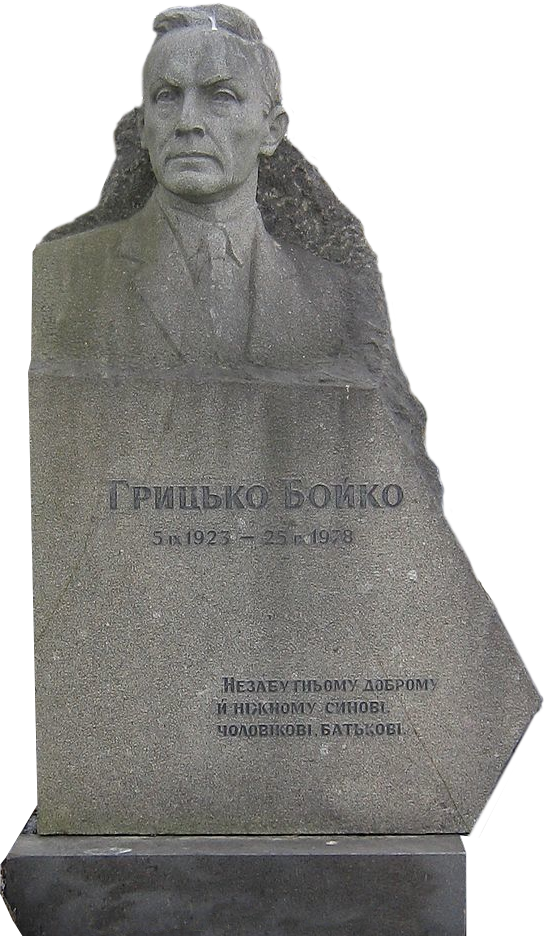 Грицько Бойко
5 IX 1923 — 25 IX 1978
Незабутньому доброму
й ніжному синові,
чоловікові, батькові